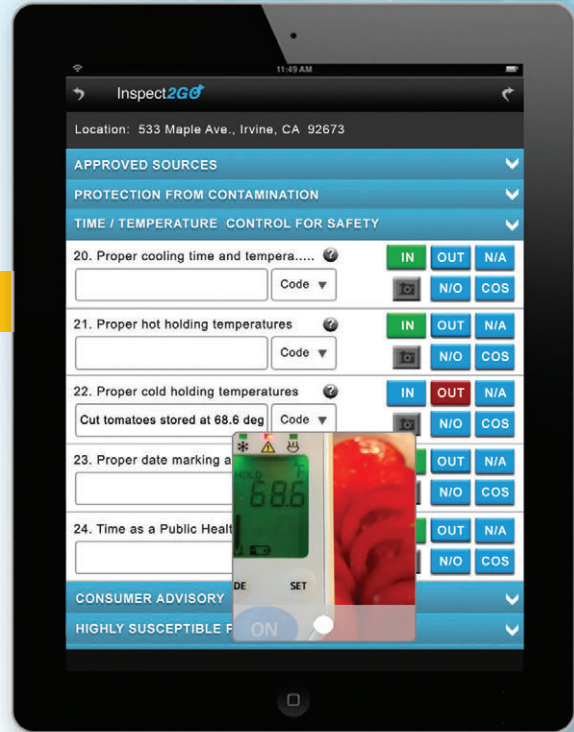 11:49 AM
Inspect2GO
Location: 533 Maple Ave., Irvine, CA 92673
APPROVED SOURCES
PROTECTION FROM CONTAMINATION
TIME / TEMPERATURE CONTROL FOR SAFETY
20. Proper cooling time and tempera..... ? IN OUT N/A
Code N/O COS
21. Proper hot holding temperatures ? IN OUT N/A
Code N/O COS
22. Proper cold holding temperatures ? IN OUT N/A
Cut tomatoes stored at 68.6 deg Code N/O COS
23. Proper date marking a OUT N/A
N/O COS
24. Time as a Public Healt OUT N/A
N/O COS
HOLD °F
68.6
DE SET
ON
CONSUMER ADVISORY
HIGHLY SUSCEPTIBLE P